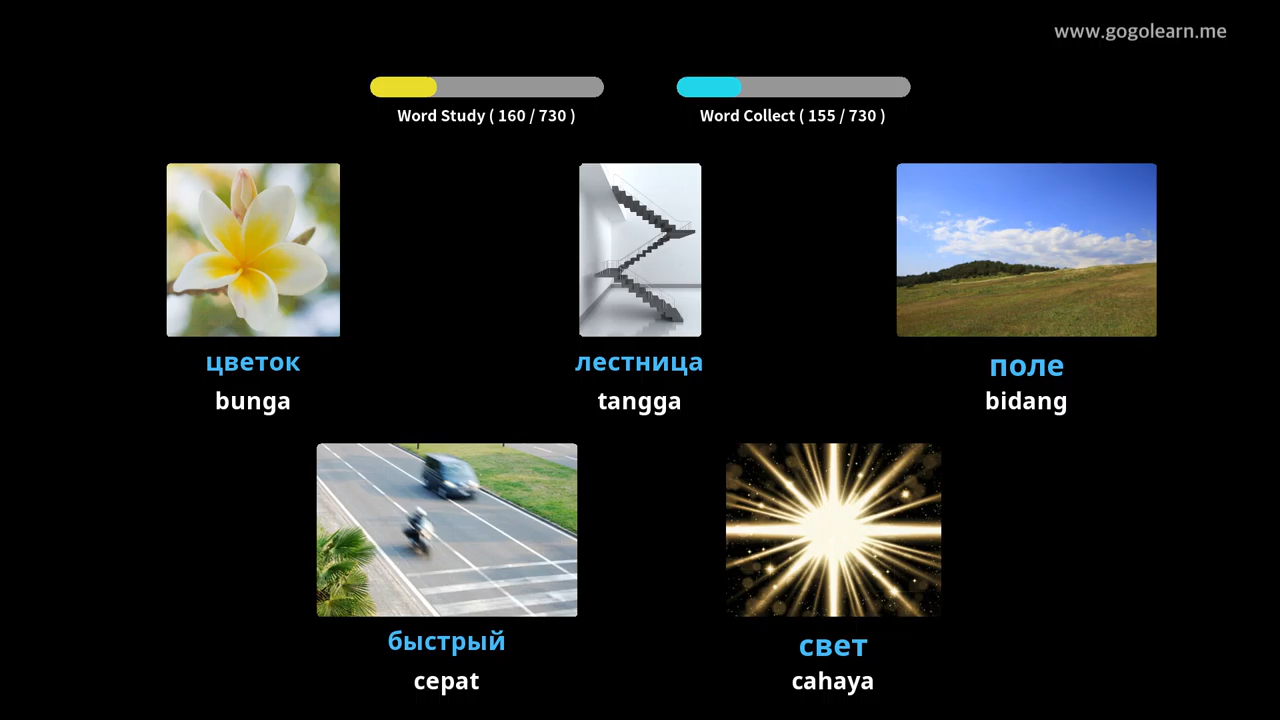 www.gogolearn.me
Word Study ( 160 / 730 )
Word Collect ( 155 / 730 )
цветок
bunga
лестница
tangga
поле
bidang
быстрый
cepat
свет
cahaya